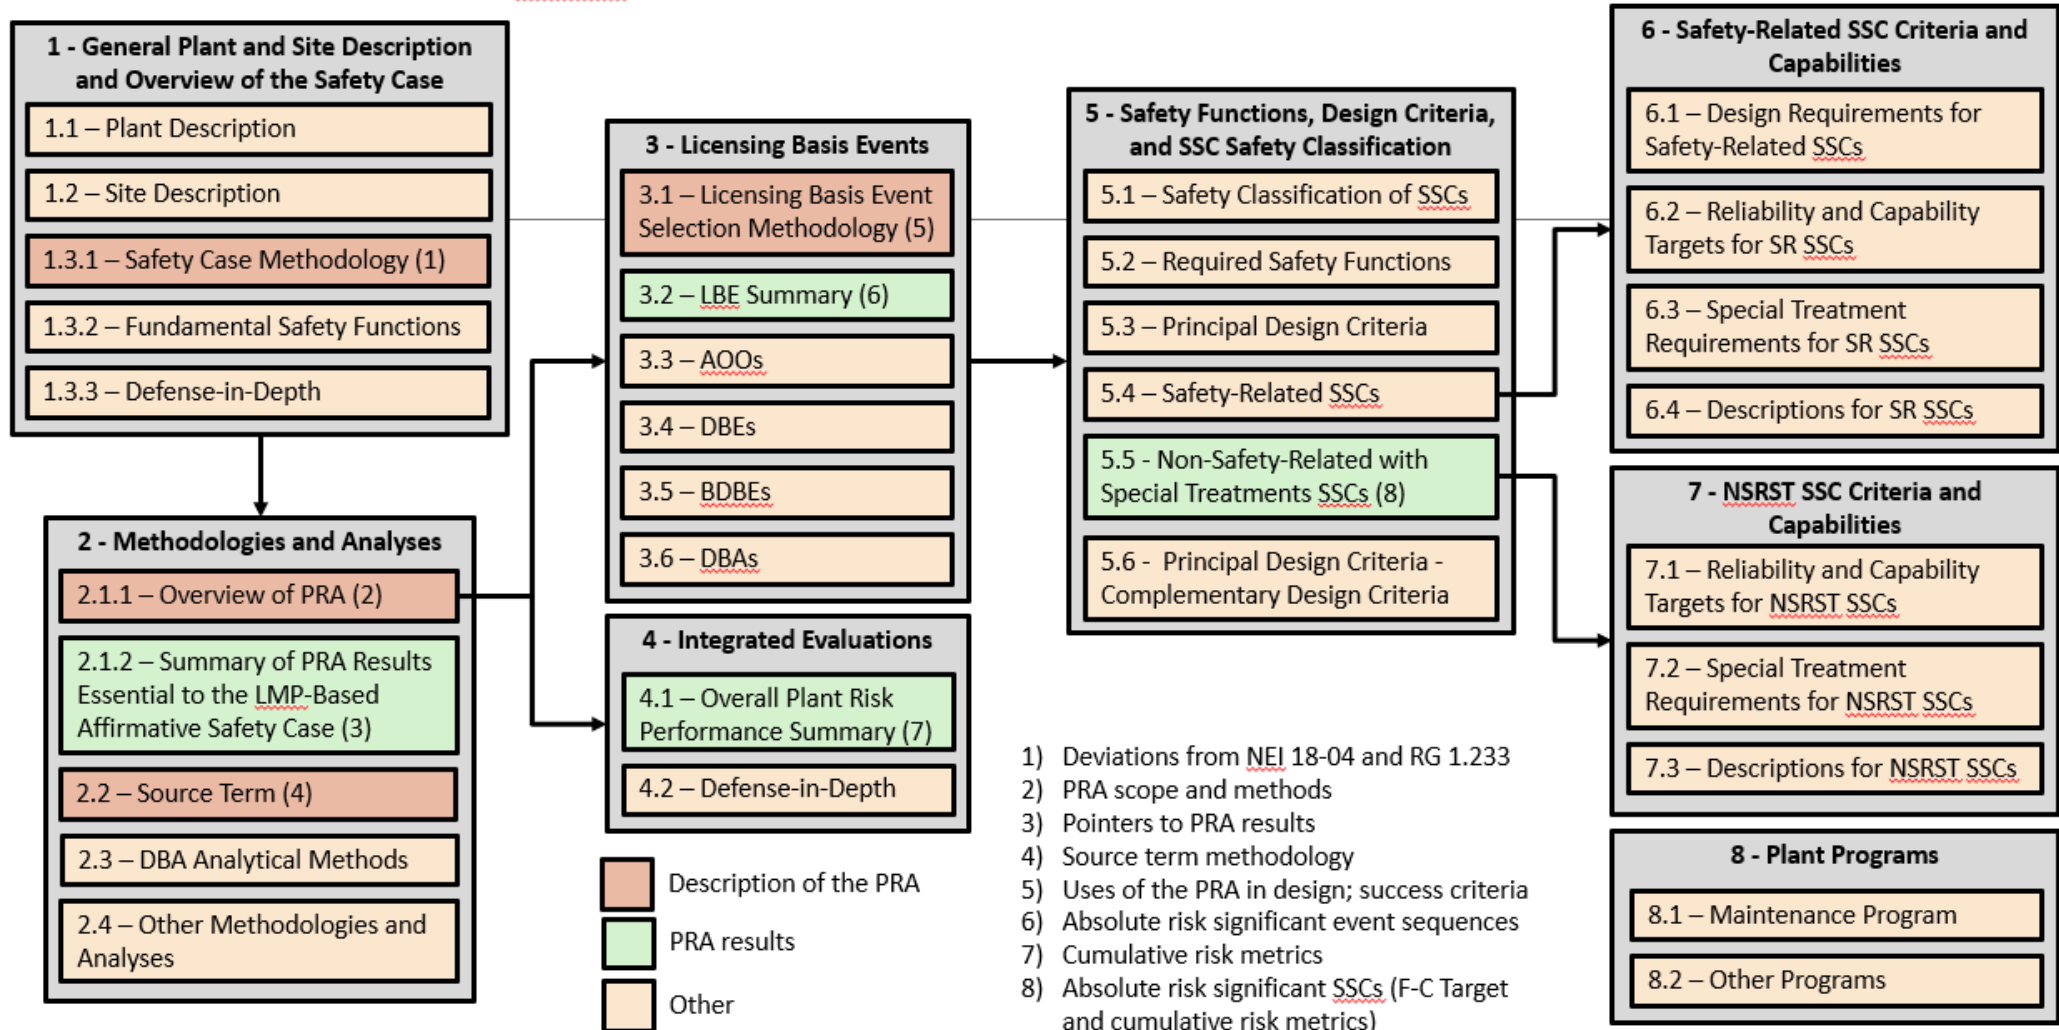 1 - General Plant and Site Description
and Overview of the Safety Case
1.1 – Plant Description
1.2 – Site Description
1.3.1 – Safety Case Methodology (1)
1.3.2 – Fundamental Safety Functions
1.3.3 – Defense-in-Depth
2 - Methodologies and Analyses
2.1.1 – Overview of PRA (2)
2.1.2 – Summary of PRA Results
Essential to the LMP-Based
Affirmative Safety Case (3)
2.2 – Source Term (4)
2.3 – DBA Analytical Methods
2.4 – Other Methodologies and
Analyses
3 - Licensing Basis Events
3.1 – Licensing Basis Event
Selection Methodology (5)
3.2 – LBE Summary (6)
3.3 – AOOs
3.4 – DBEs
3.5 – BDBEs
3.6 – DBAs
4 - Integrated Evaluations
4.1 – Overall Plant Risk
Performance Summary (7)
4.2 – Defense-in-Depth
Description of the PRA
PRA results
Other
5 - Safety Functions, Design Criteria,
and SSC Safety Classification
5.1 – Safety Classification of SSCs
5.2 – Required Safety Functions
5.3 – Principal Design Criteria
5.4 – Safety-Related SSCs
5.5 - Non-Safety-Related with
Special Treatments SSCs (8)
5.6 - Principal Design Criteria -
Complementary Design Criteria
1) Deviations from NEI 18-04 and RG 1.233
2) PRA scope and methods
3) Pointers to PRA results
4) Source term methodology
5) Uses of the PRA in design; success criteria
6) Absolute risk significant event sequences
7) Cumulative risk metrics
8) Absolute risk significant SSCs (F-C Target
and cumulative risk metrics)
6 - Safety-Related SSC Criteria and
Capabilities
6.1 – Design Requirements for
Safety-Related SSCs
6.2 – Reliability and Capability
Targets for SR SSCs
6.3 – Special Treatment
Requirements for SR SSCs
6.4 – Descriptions for SR SSCs
7 - NSRST SSC Criteria and
Capabilities
7.1 – Reliability and Capability
Targets for NSRST SSCs
7.2 – Special Treatment
Requirements for NSRST SSCs
7.3 – Descriptions for NSRST SSCs
8 - Plant Programs
8.1 – Maintenance Program
8.2 – Other Programs